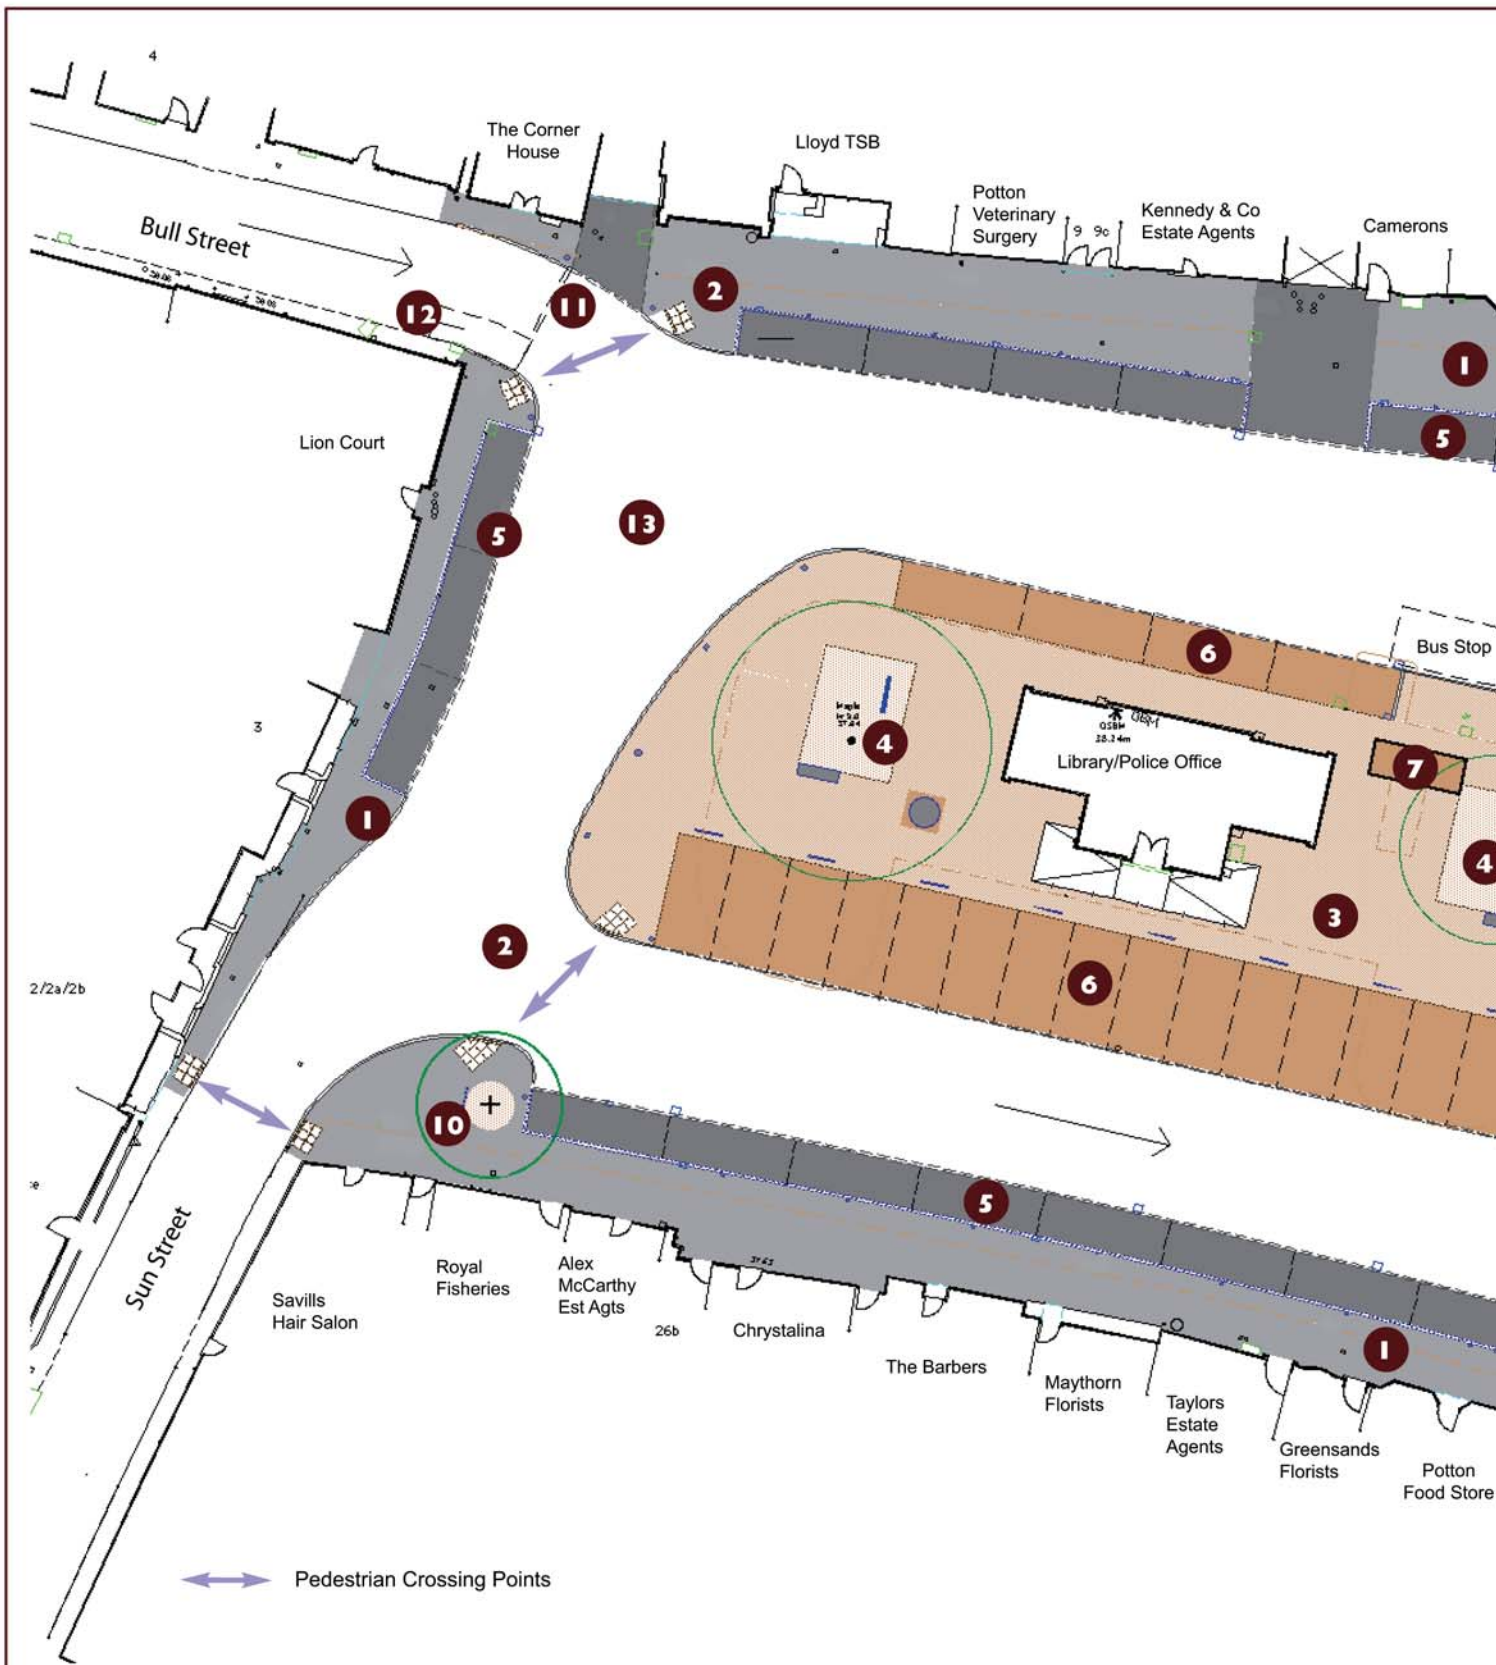 4
The Corner
House
Lloyd TSB
Potton
Veterinary
Surgery
9 9c
Kennedy & Co
Estate Agents
Camerons
Bull Street
2
11
12
1
5
Lion Court
5
13
6
Bus Stop
3
4
Library/Police Office
7
1
4
3
2
2/2a/2b
6
10
5
Sun Street
Royal
Fisheries
Alex
McCarthy
Est Agts
Savills
Hair Salon
26b
Chrystalina
The Barbers
Maythorn
Florists
Taylors
Estate
Agents
1
Greensands
Florists
Potton
Food Store
Pedestrian Crossing Points